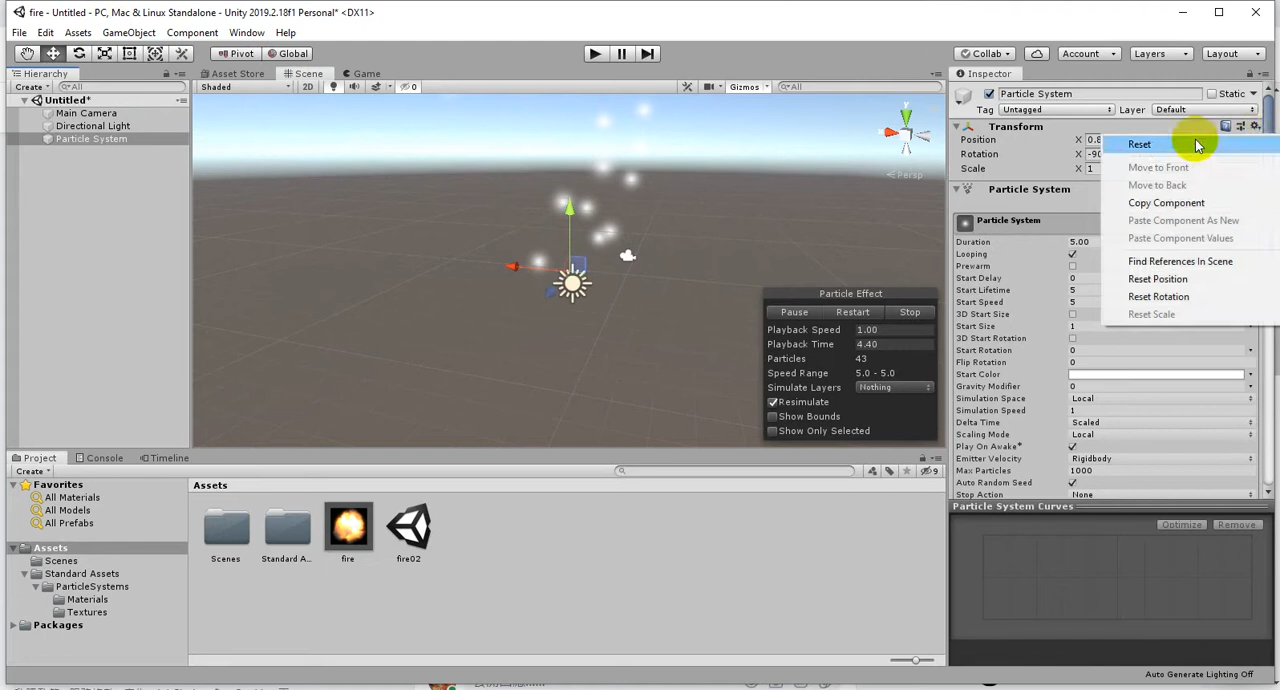 fire - Untitled - PC, Mac & Linux Standalone - Unity 2019.2.18f1 Personal* <DX11>
File Edit Assets GameObject Component Window Help
Pivot Global Collab Account Layers Layout
Hierarchy Asset Store Scene Game Inspector
Create All Shaded 2D 0 Gizmos All
Untitled*
Main Camera
Directional Light
Particle System
Persp
Particle Effect
Pause Restart Stop
Playback Speed 1.00
Playback Time 4.40
Particles 43
Speed Range 5.0 - 5.0
Simulate Layers Nothing
Resimulate
Show Bounds
Show Only Selected
Particle System Static
Tag Untagged Layer Default
Transform
Position X 0.8
Rotation X -90
Scale X 1
Reset
Move to Front
Move to Back
Copy Component
Paste Component As New
Paste Component Values
Find References In Scene
Reset Position
Reset Rotation
Reset Scale
Particle System
Particle System
Duration 5.00
Looping
Prewarm
Start Delay 0
Start Lifetime 5
Start Speed 5
3D Start Size
Start Size 1
3D Start Rotation
Start Rotation 0
Flip Rotation 0
Start Color
Gravity Modifier 0
Simulation Space Local
Simulation Speed 1
Delta Time Scaled
Scaling Mode Local
Play On Awake*
Emitter Velocity Rigidbody
Max Particles 1000
Auto Random Seed
Stop Action None
Particle System Curves
Optimize Remove
Project Console Timeline
Create 9
Favorites
All Materials
All Models
All Prefabs
Assets
Scenes
Standard Assets
ParticleSystems
Materials
Textures
Packages
Assets
Scenes Standard A... fire fire02
Auto Generate Lighting Off